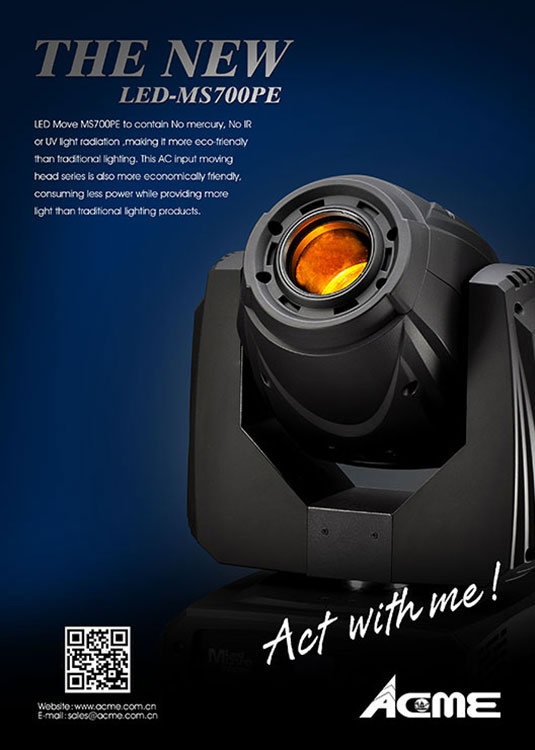 THE NEW
LED-MS700PE
LED Move MS700PE to contain No mercury, No IR
or UV light radiation ,making it more eco-friendly
than traditional lighting. This AC input moving
head series is also more economically friendly,
consuming less power while providing more
light than traditional lighting products.
Act with me!
Website:www.acme.com.cn
E-mail:sales@acme.com.cn
ACME